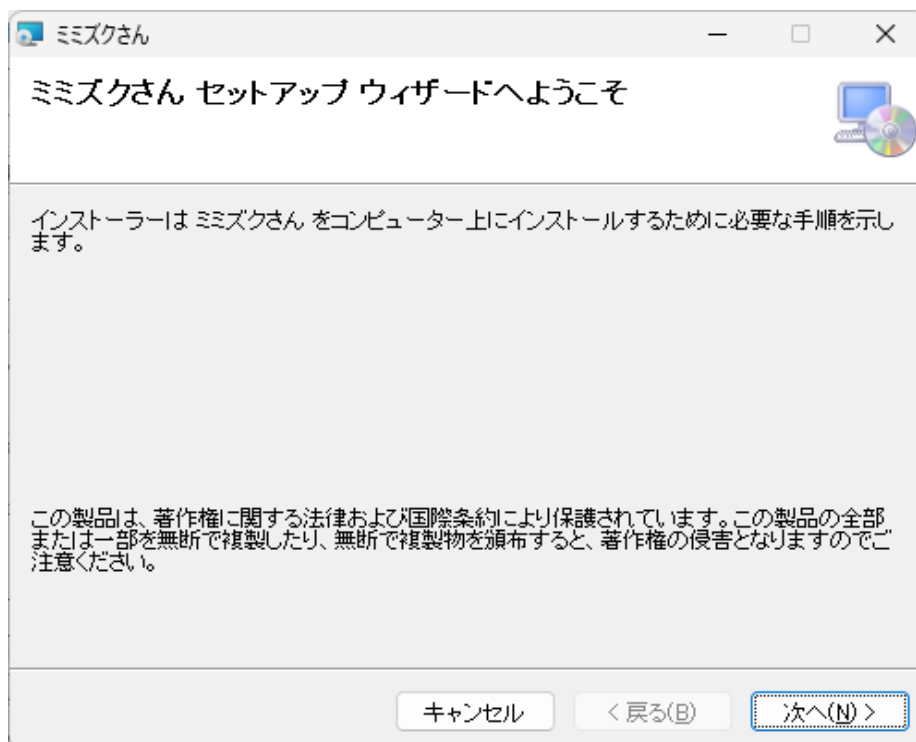 ミミズクさん
ミミズクさん セットアップ ウィザードへようこそ
インストーラーは ミミズクさん をコンピューター上にインストールするために必要な手順を示し
ます。
この製品は、著作権に関する法律および国際条約により保護されています。この製品の全部
または一部を無断で複製したり、無断で複製物を頒布すると、著作権の侵害となりますのでご
注意ください。
キャンセル
< 戻る(B)
次へ(N) >